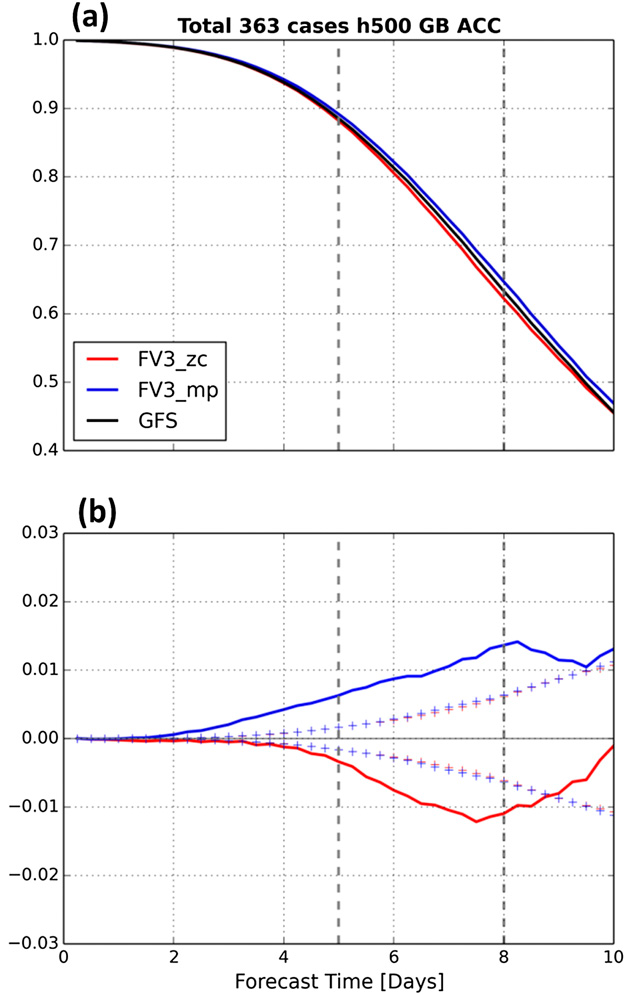 (a)
Total 363 cases h500 GB ACC
1.0
0.9
0.8
0.7
0.6
0.5
0.4
FV3_zc
FV3_mp
GFS
(b)
0.03
0.02
0.01
0.00
−0.01
−0.02
−0.03
0 2 4 6 8 10
Forecast Time [Days]